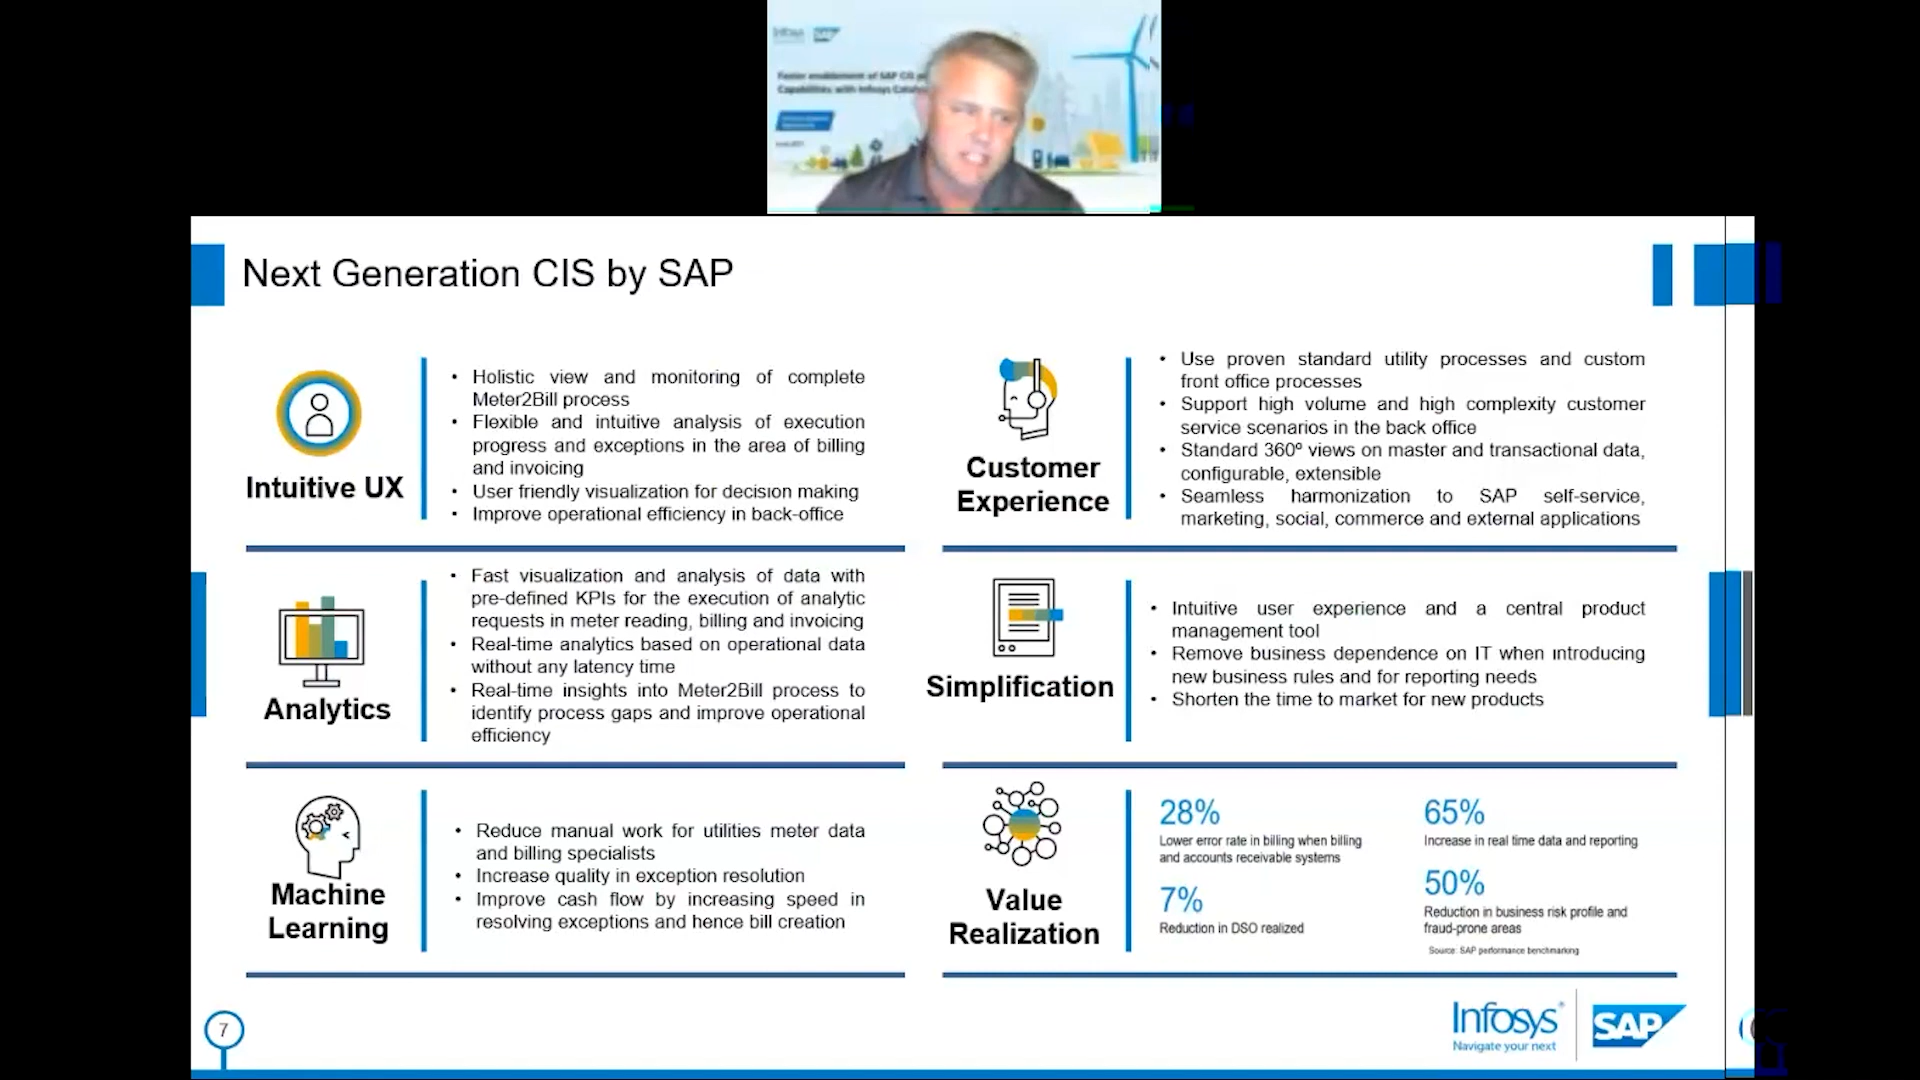 Infosys SAP
Faster enablement of SAP CIS
Capabilities with Infosys
Next Generation CIS by SAP
Intuitive UX
• Holistic view and monitoring of complete
Meter2Bill process
• Flexible and intuitive analysis of execution
progress and exceptions in the area of billing
and invoicing
• User friendly visualization for decision making
• Improve operational efficiency in back-office
Customer
Experience
• Use proven standard utility processes and custom
front office processes
• Support high volume and high complexity customer
service scenarios in the back office
• Standard 360º views on master and transactional data,
configurable, extensible
• Seamless harmonization to SAP self-service,
marketing, social, commerce and external applications
Analytics
• Fast visualization and analysis of data with
pre-defined KPIs for the execution of analytic
requests in meter reading, billing and invoicing
• Real-time analytics based on operational data
without any latency time
• Real-time insights into Meter2Bill process to
identify process gaps and improve operational
efficiency
Simplification
• Intuitive user experience and a central product
management tool
• Remove business dependence on IT when introducing
new business rules and for reporting needs
• Shorten the time to market for new products
Machine
Learning
• Reduce manual work for utilities meter data
and billing specialists
• Increase quality in exception resolution
• Improve cash flow by increasing speed in
resolving exceptions and hence bill creation
Value
Realization
28%
Lower error rate in billing when billing
and accounts receivable systems
7%
Reduction in DSO realized
65%
Increase in real time data and reporting
50%
Reduction in business risk profile and
fraud-prone areas
Source: SAP performance benchmarking
7
Infosys®
Navigate your next
SAP